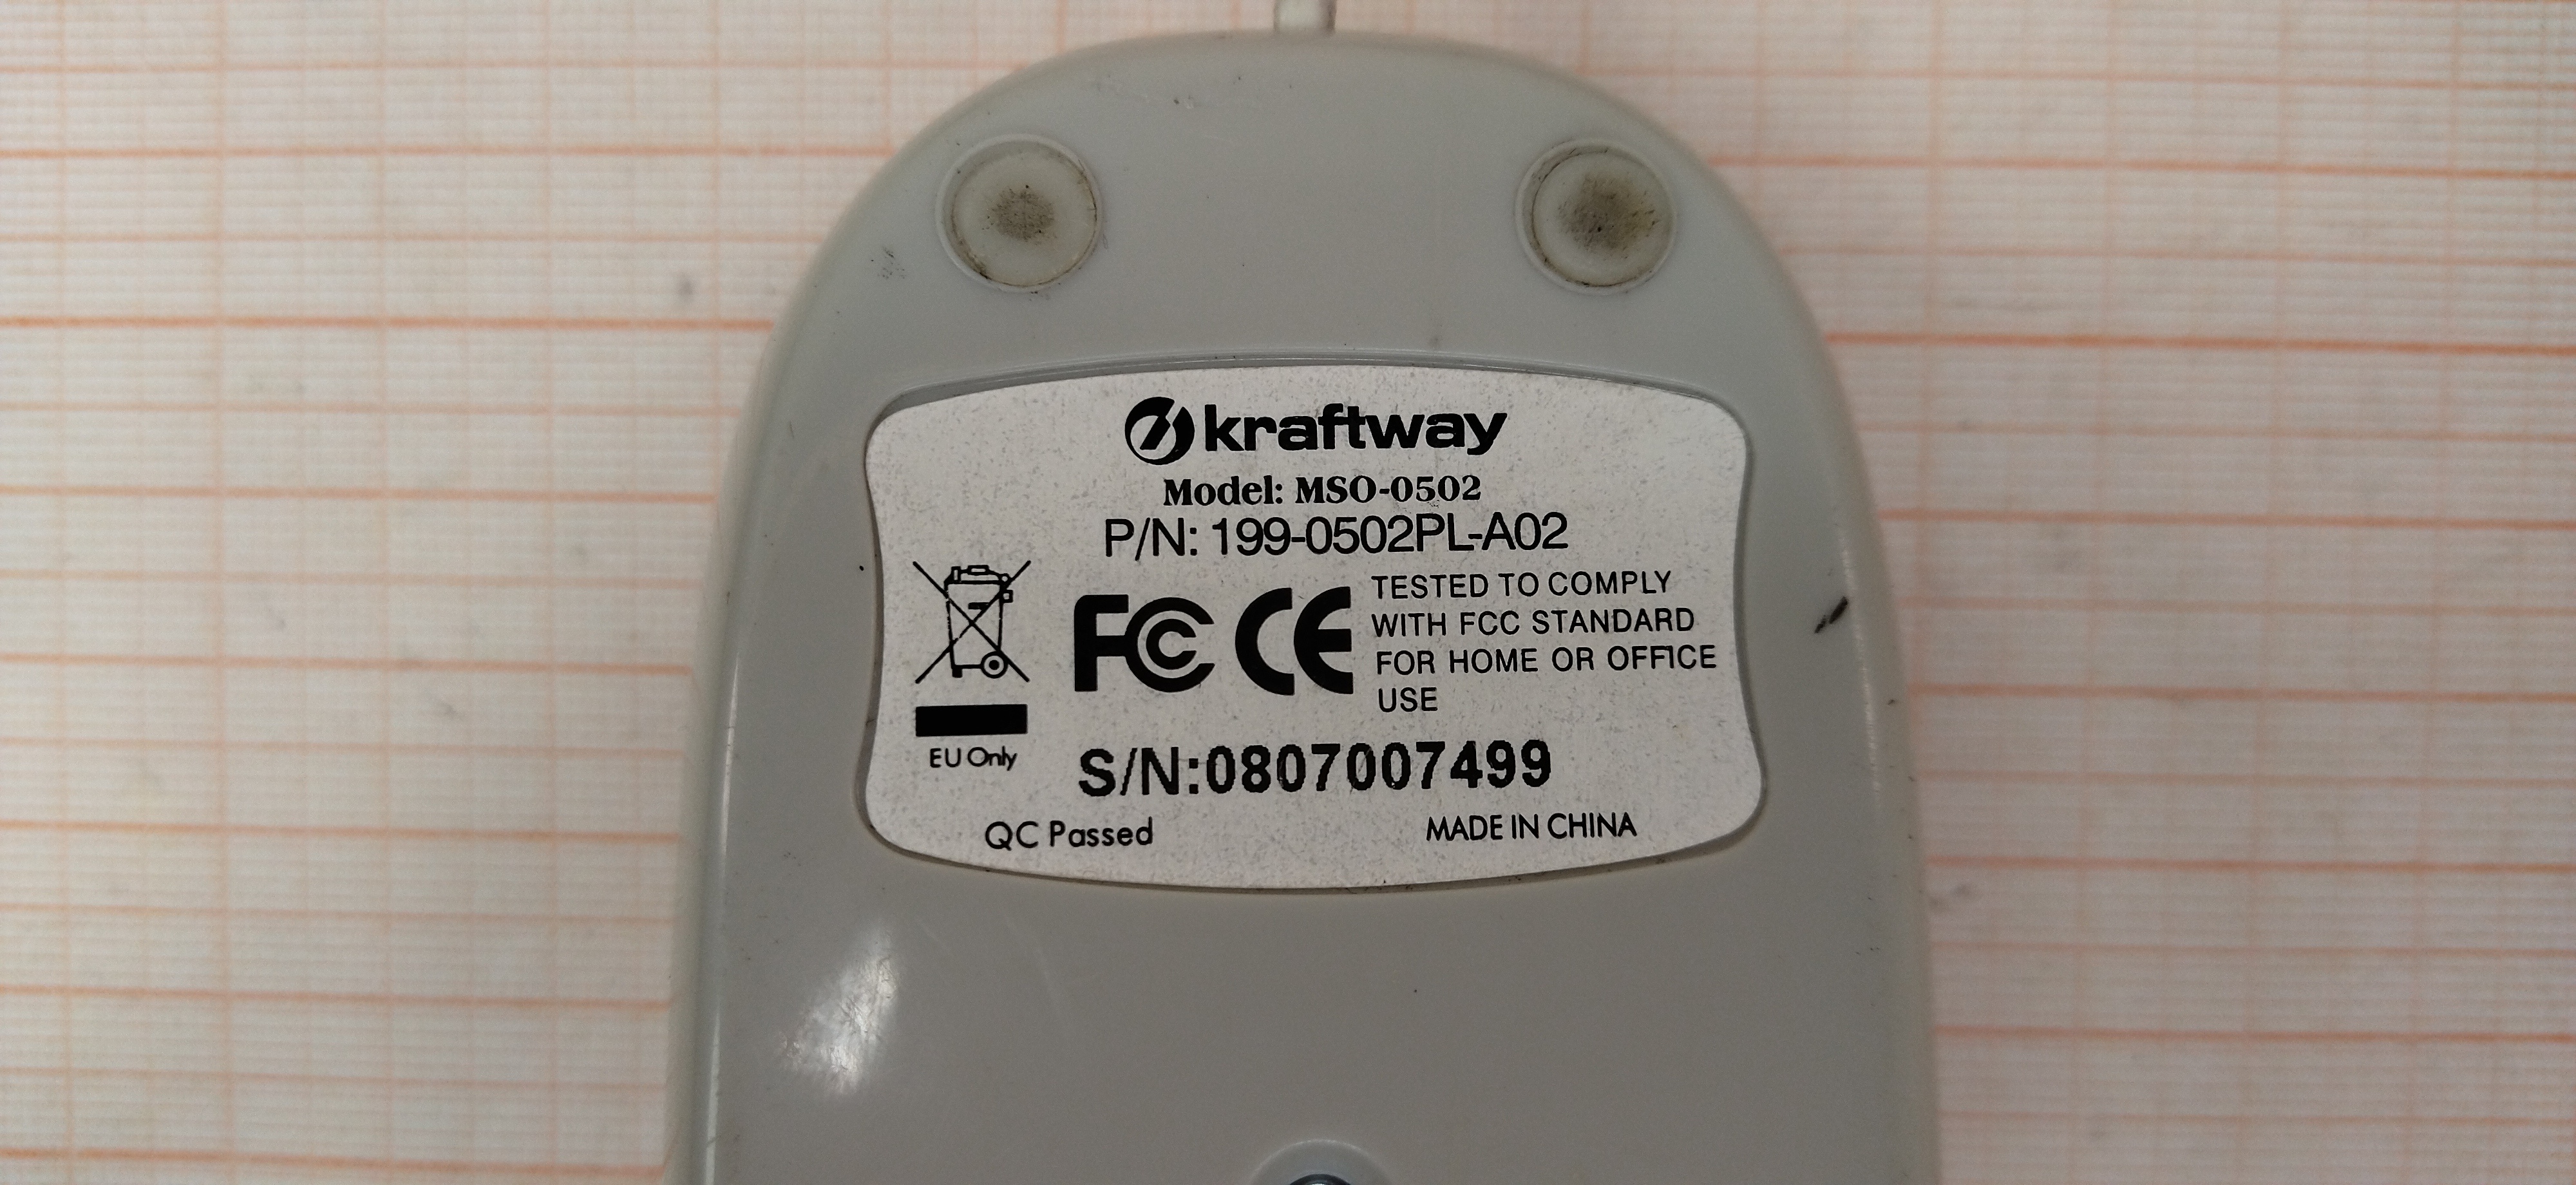 kraftway
Model: MSO-0502
P/N: 199-0502PL-A02
FC CE
TESTED TO COMPLY
WITH FCC STANDARD
FOR HOME OR OFFICE
USE
EU Only
S/N:0807007499
QC Passed
MADE IN CHINA